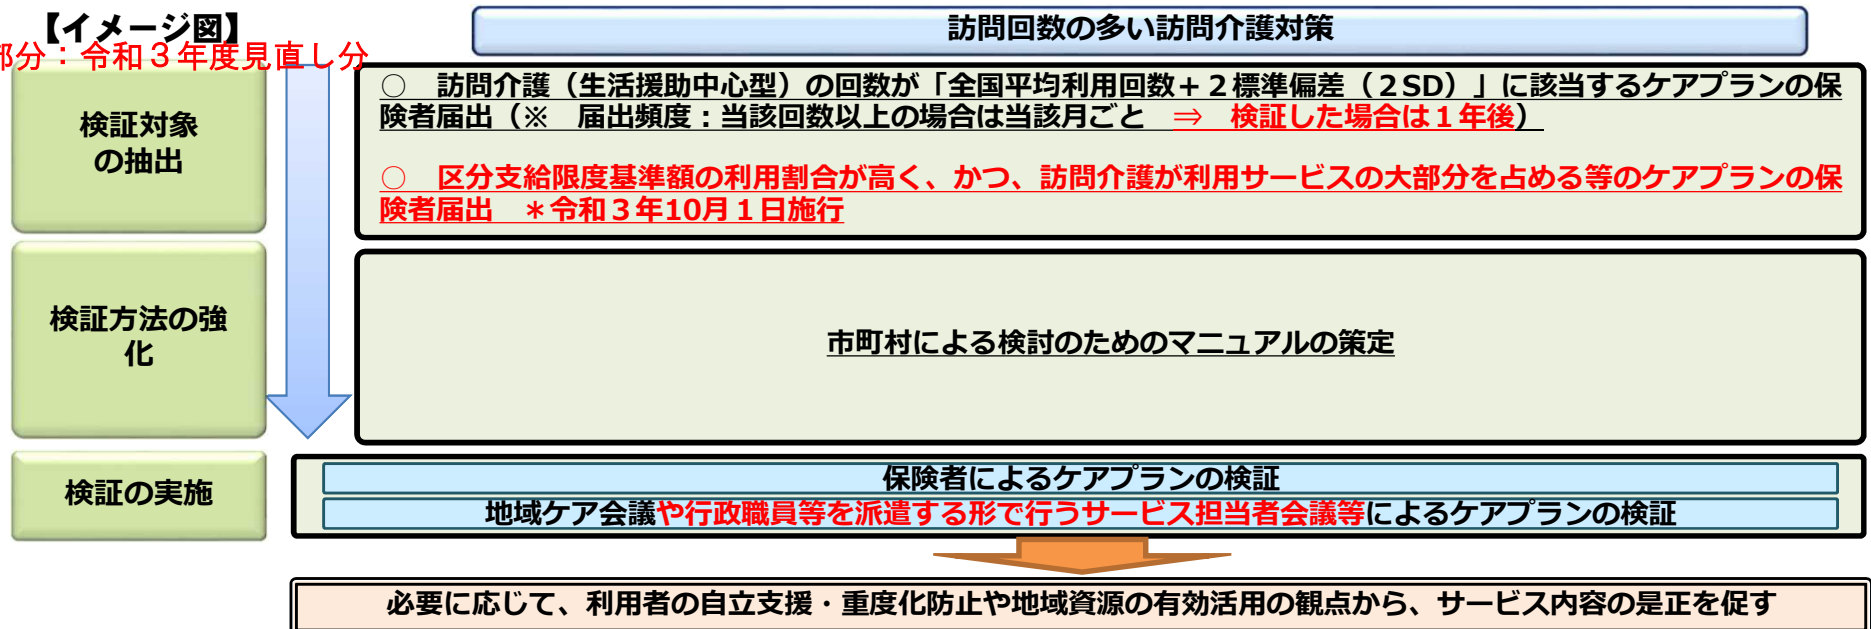 【イメージ図】
部分：令和３年度見直し分
訪問回数の多い訪問介護対策
検証対象
の抽出
○　訪問介護（生活援助中心型）の回数が「全国平均利用回数＋２標準偏差（２SD）」に該当するケアプランの保
険者届出（※　届出頻度：当該回数以上の場合は当該月ごと　⇒　検証した場合は１年後）
○　区分支給限度基準額の利用割合が高く、かつ、訪問介護が利用サービスの大部分を占める等のケアプランの保
険者届出　＊令和３年10月１日施行
検証方法の強
化
市町村による検討のためのマニュアルの策定
検証の実施
保険者によるケアプランの検証
地域ケア会議や行政職員等を派遣する形で行うサービス担当者会議等によるケアプランの検証
必要に応じて、利用者の自立支援・重度化防止や地域資源の有効活用の観点から、サービス内容の是正を促す